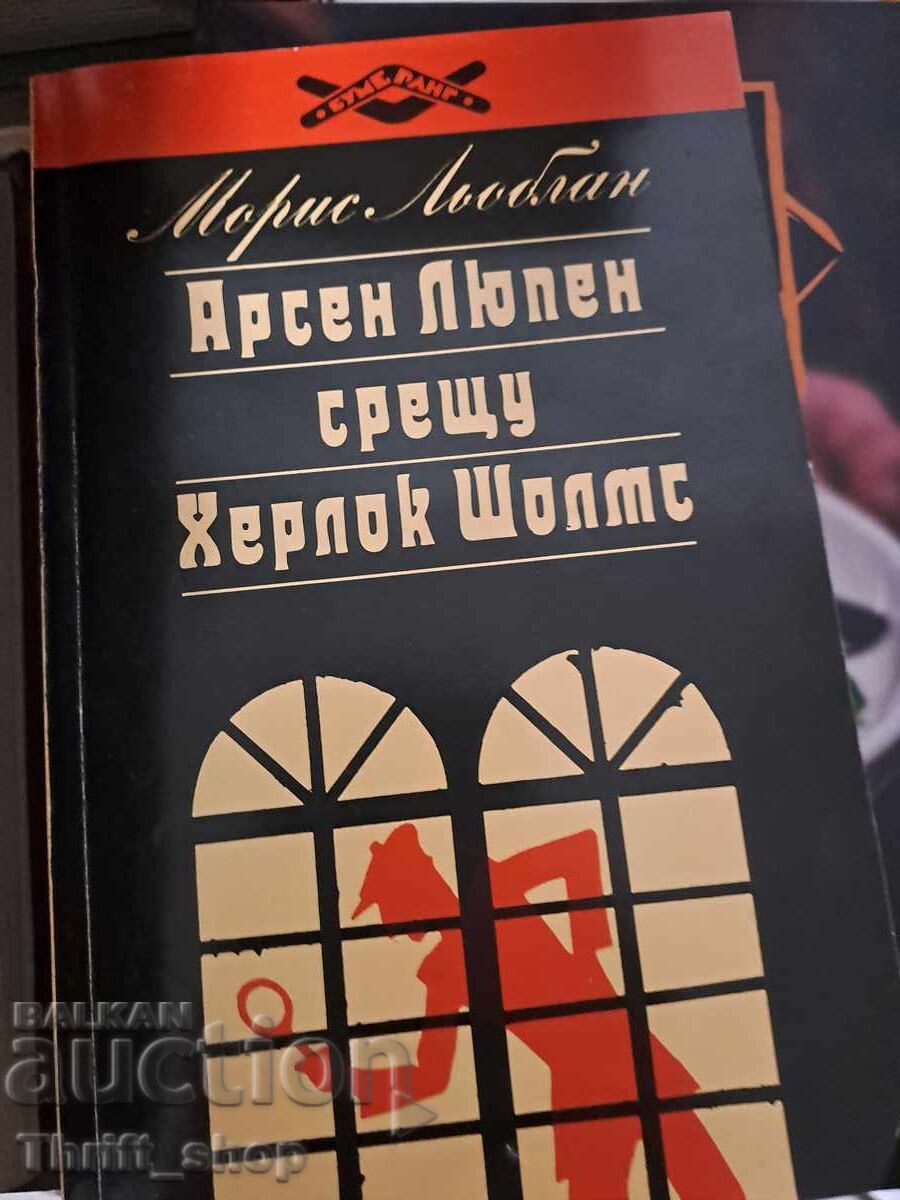 БУМЕРАНГ
Морис Льоблан
Арсен Люпен
срещу
Херлок Шолмс
BALKAN
auction
Thrift_shop